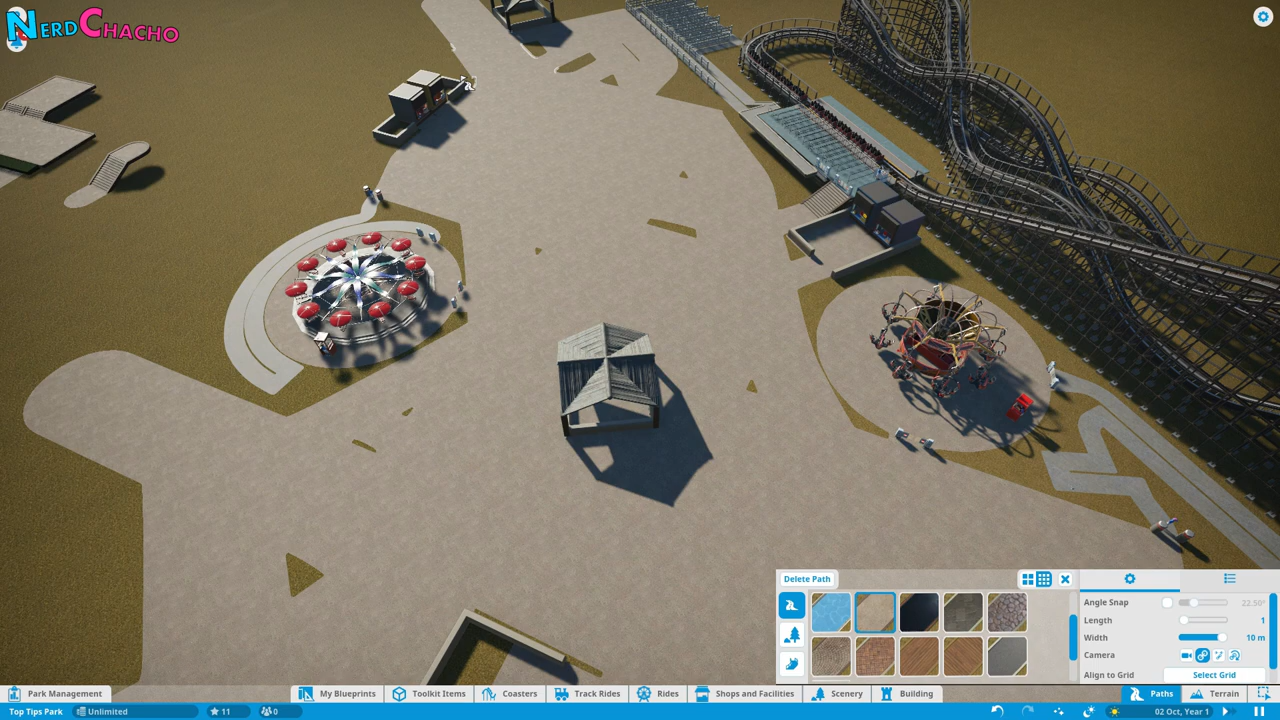 NERDCHACHO
Delete Path
Angle Snap 22.50°
Length 1
Width 10 m
Camera
Align to Grid Select Grid
Park Management My Blueprints Toolkit Items Coasters Track Rides Rides Shops and Facilities Scenery Building Paths Terrain
Top Tips Park Unlimited 11 0 02 Oct, Year 1